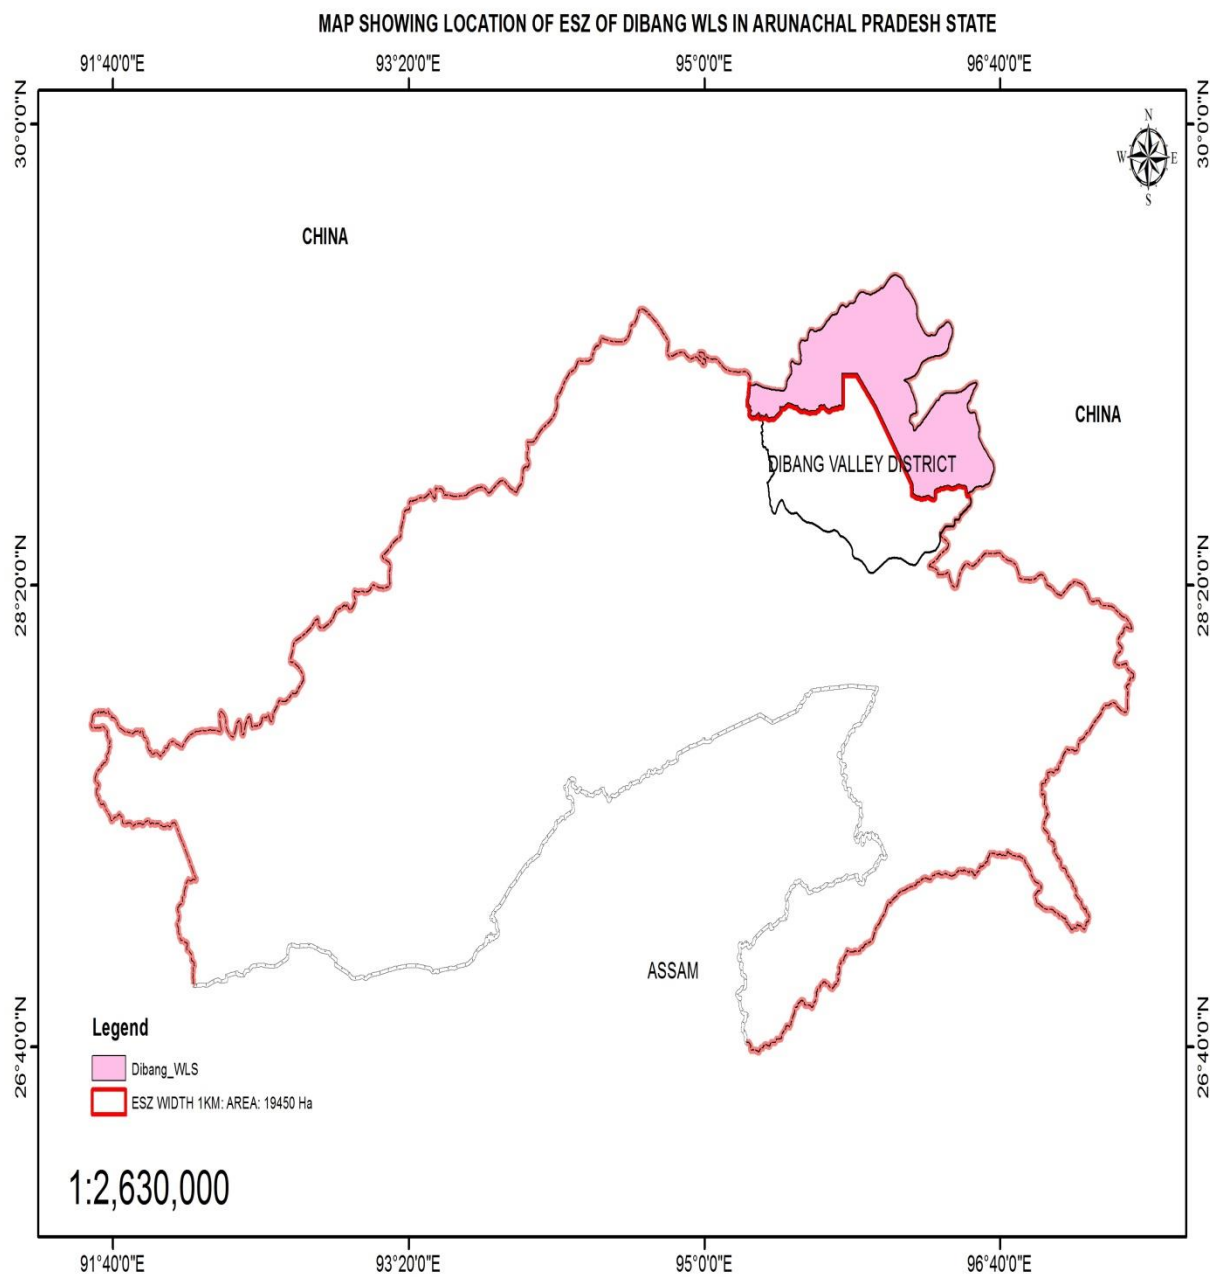 MAP SHOWING LOCATION OF ESZ OF DIBANG WLS IN ARUNACHAL PRADESH STATE
91°40'0"E 93°20'0"E 95°0'0"E 96°40'0"E
30°0'0"N 30°0'0"N
N
W E
S
CHINA
CHINA
DIBANG VALLEY DISTRICT
28°20'0"N 28°20'0"N
ASSAM
26°40'0"N 26°40'0"N
Legend
Dibang_WLS
ESZ WIDTH 1KM: AREA: 19450 Ha
1:2,630,000
91°40'0"E 93°20'0"E 95°0'0"E 96°40'0"E